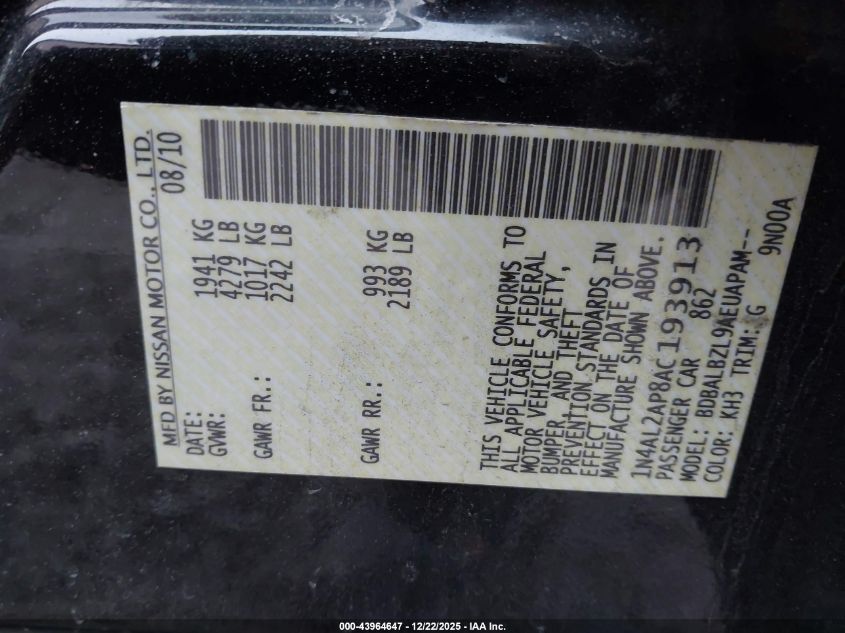 MFD BY NISSAN MOTOR CO., LTD.
DATE: 08/10
GVWR: 1941 KG
4279 LB
GAWR FR.: 1017 KG
2242 LB
GAWR RR.: 993 KG
2189 LB
THIS VEHICLE CONFORMS TO
ALL APPLICABLE FEDERAL
MOTOR VEHICLE SAFETY,
BUMPER, AND THEFT
PREVENTION STANDARDS IN
EFFECT ON THE DATE OF
MANUFACTURE SHOWN ABOVE.
1N4AL2AP8AC193913
PASSENGER CAR 862
MODEL: BDBALBZL9AEUAPAM--
COLOR: KH3 TRIM: G 9N00A
000-43964647 - 12/22/2025 - IAA Inc.